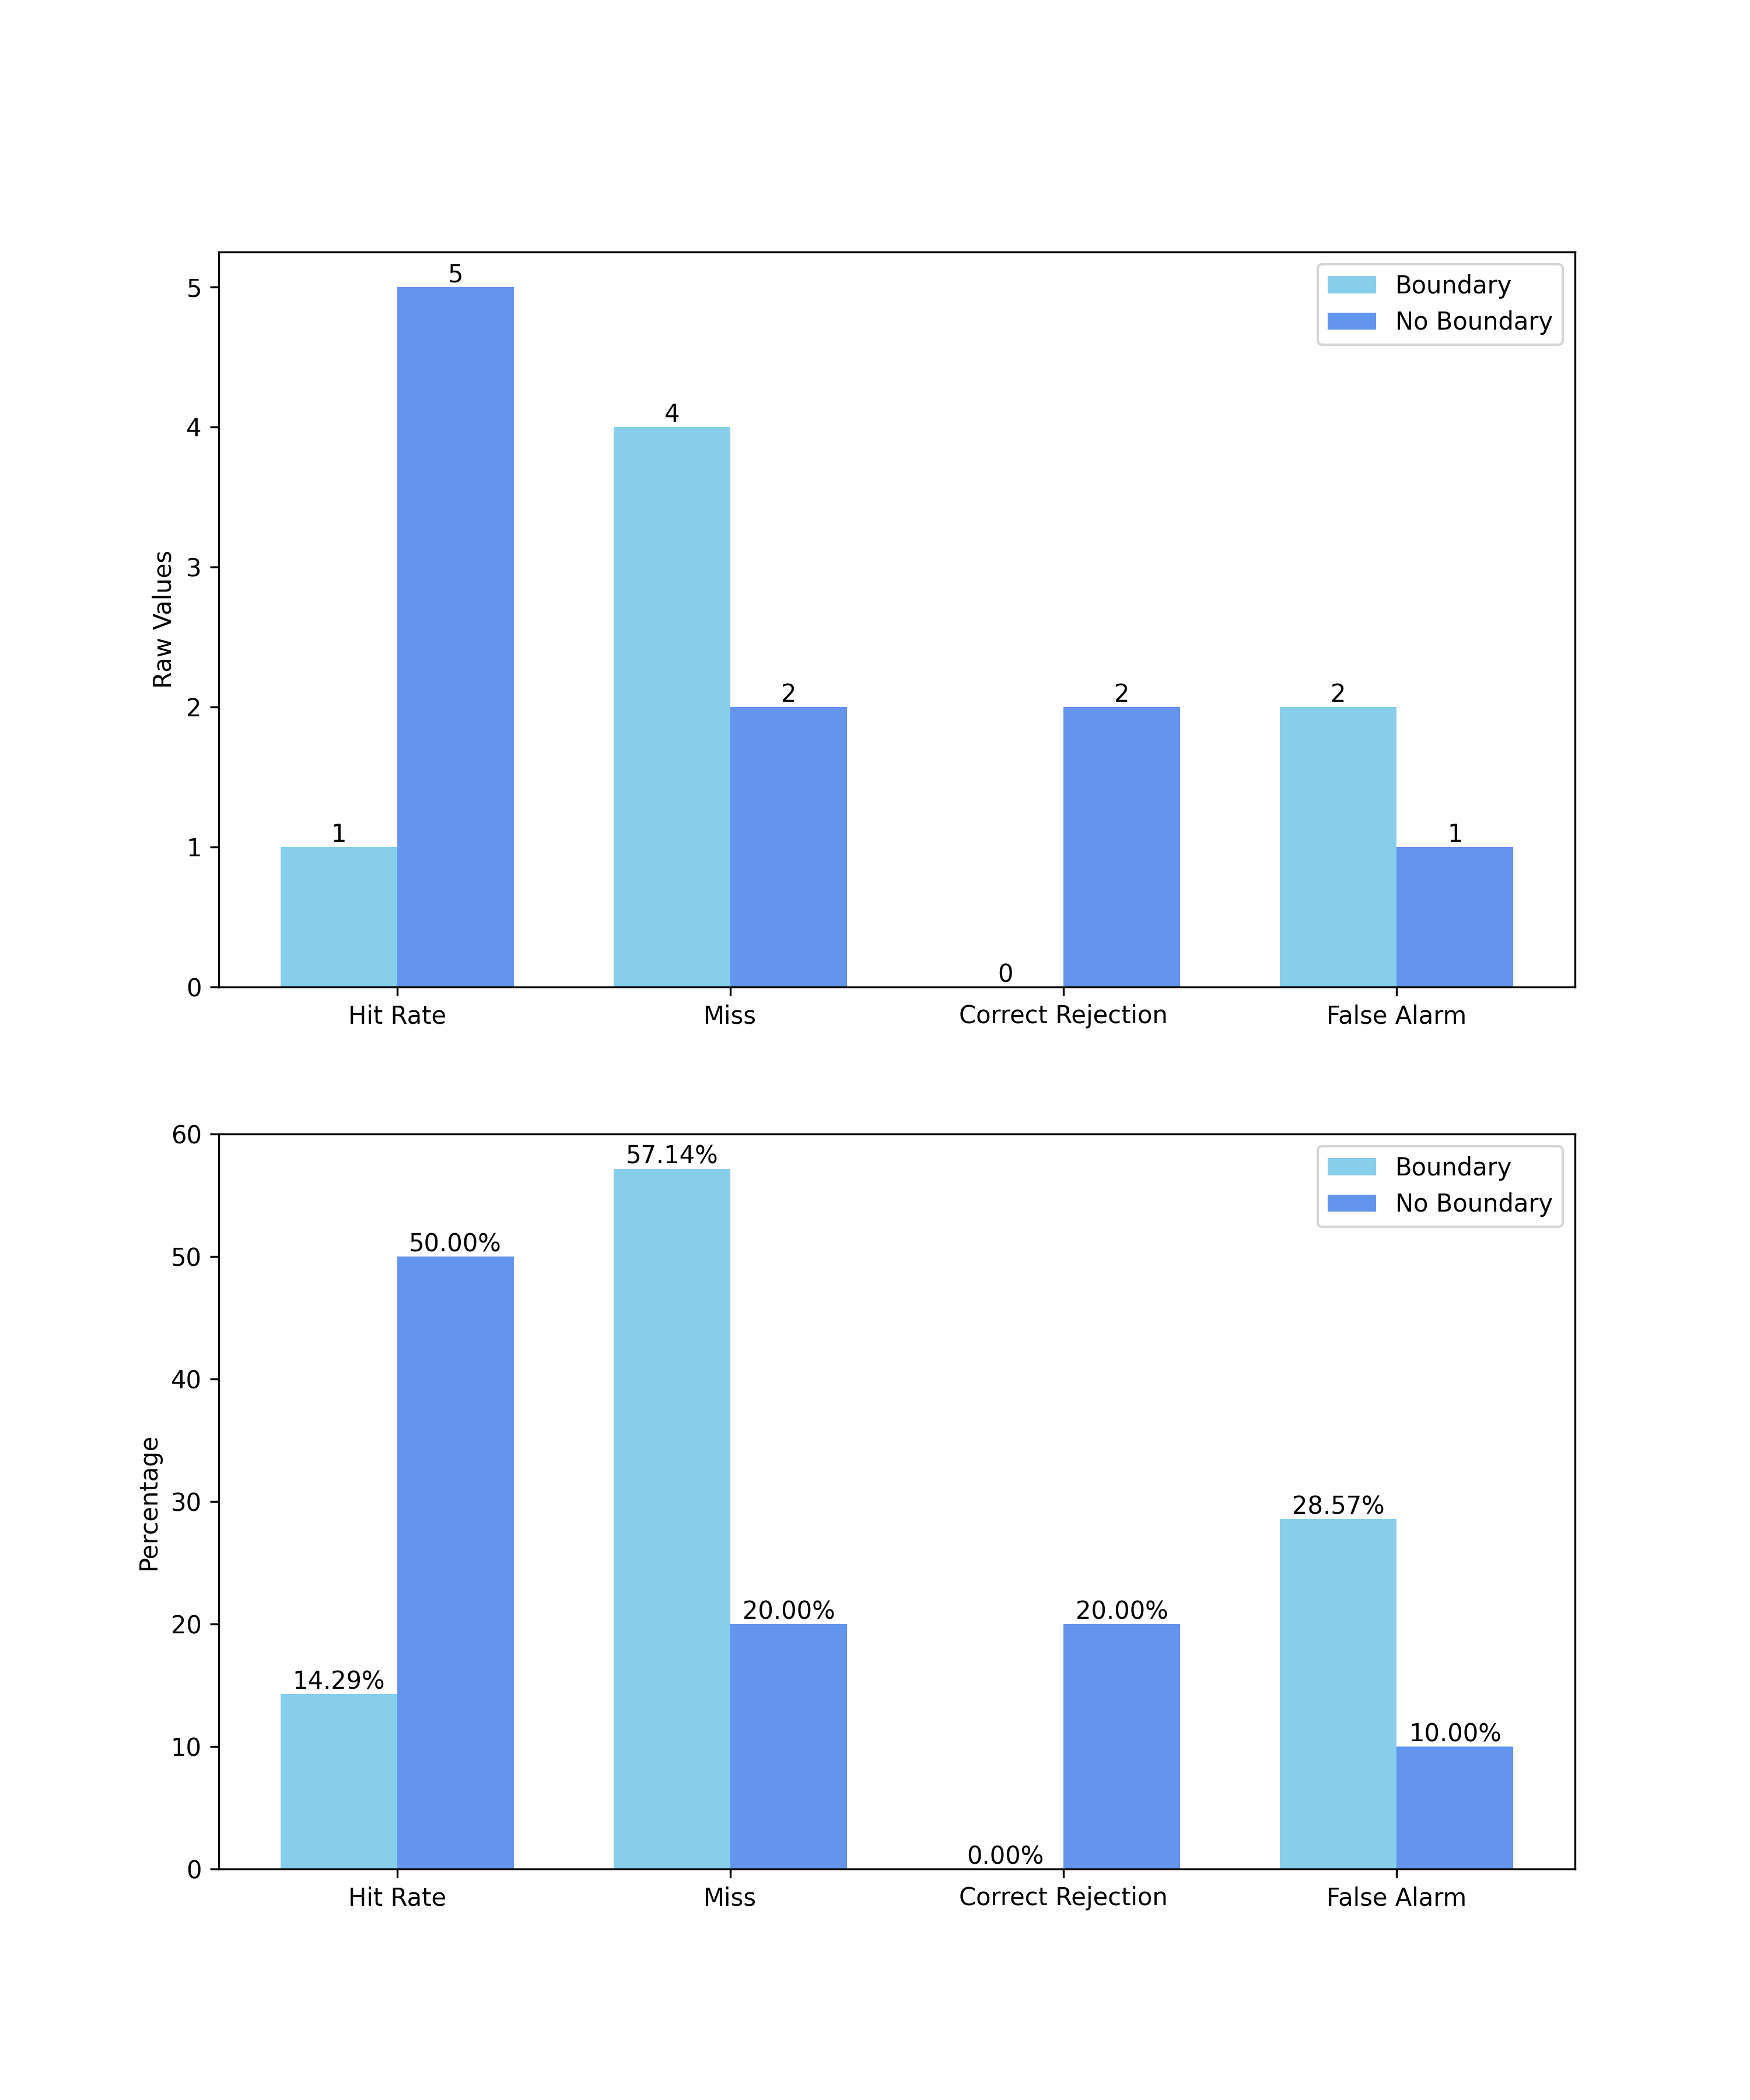 5
Boundary
No Boundary
5
4
4
3
2
2
2
2
1
1
1
0
0
Raw Values
Hit Rate
Miss
Correct Rejection
False Alarm
60
57.14%
Boundary
No Boundary
50
50.00%
40
30
28.57%
20
20.00%
20.00%
14.29%
10
10.00%
0
0.00%
Percentage
Hit Rate
Miss
Correct Rejection
False Alarm